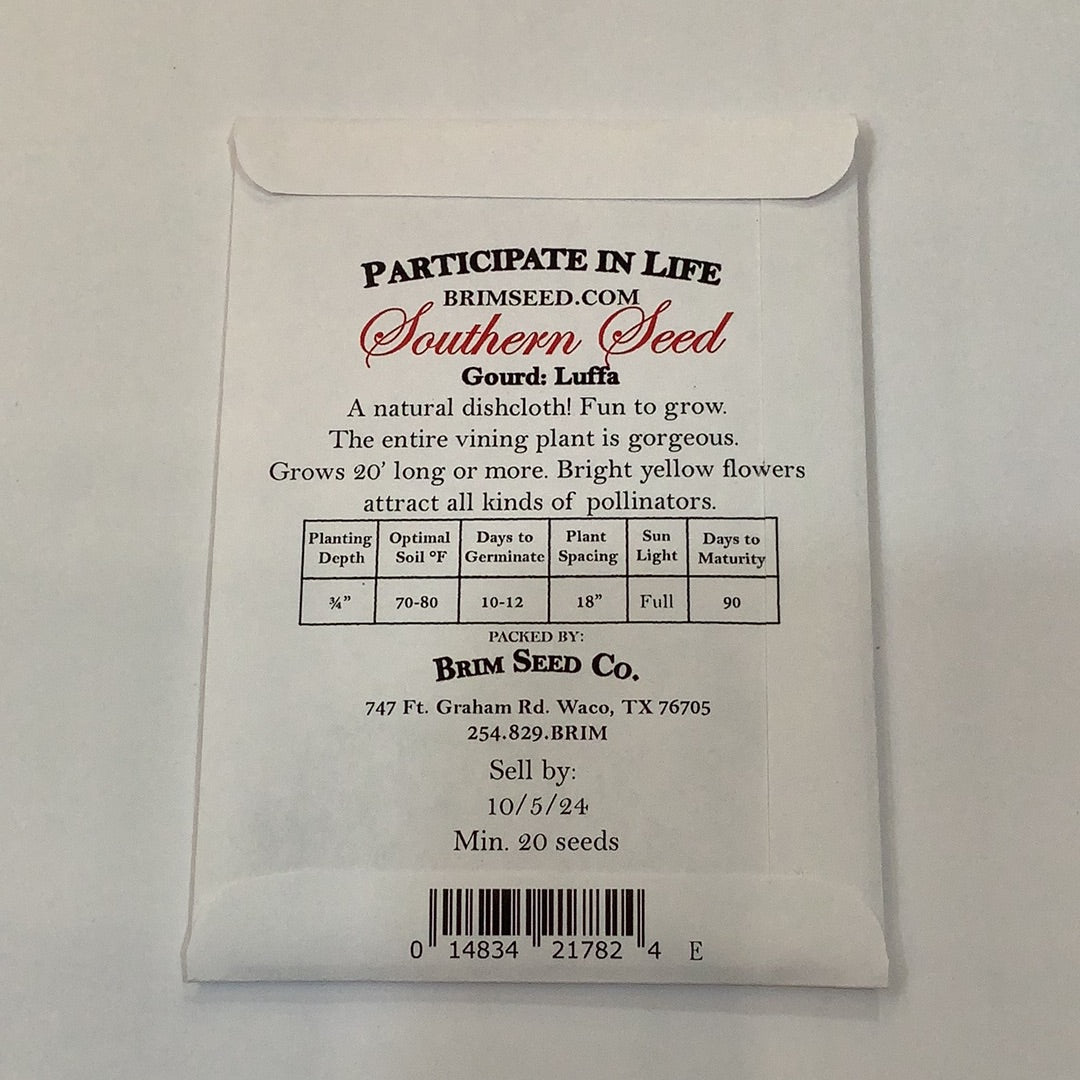 PARTICIPATE IN LIFE
BRIMSEED.COM
Southern Seed
Gourd: Luffa
A natural dishcloth! Fun to grow.
The entire vining plant is gorgeous.
Grows 20' long or more. Bright yellow flowers
attract all kinds of pollinators.
Planting Depth Optimal Soil ºF Days to Germinate Plant Spacing Sun Light Days to Maturity
¾” 70-80 10-12 18” Full 90
PACKED BY:
BRIM SEED CO.
747 Ft. Graham Rd. Waco, TX 76705
254.829.BRIM
Sell by:
10/5/24
Min. 20 seeds
0 14834 21782 4 E